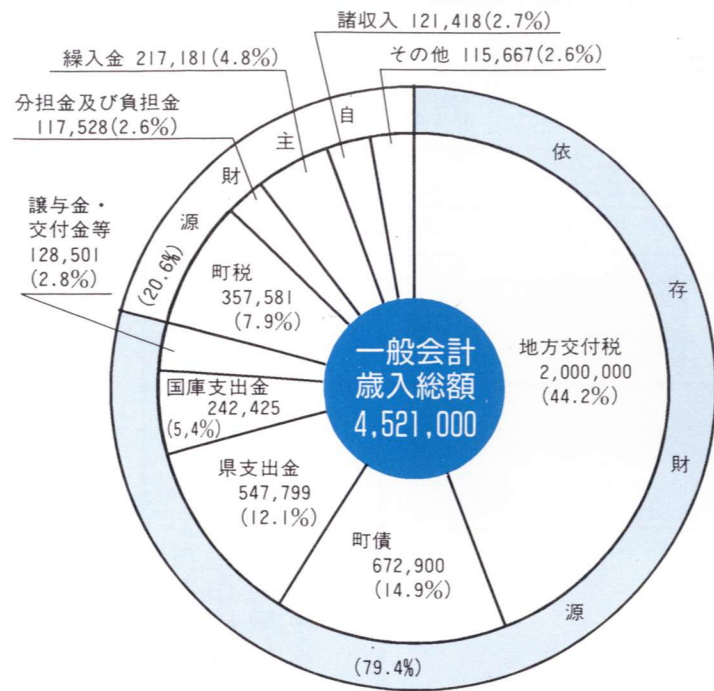 諸収入 121,418(2.7%)
その他 115,667(2.6%)
繰入金 217,181(4.8%)
分担金及び負担金
117,528(2.6%)
譲与金・
交付金等
128,501
(2.8%)
自主財源
(20.6%)
町税
357,581
(7.9%)
国庫支出金
242,425
(5,4%)
県支出金
547,799
(12.1%)
町債
672,900
(14.9%)
地方交付税
2,000,000
(44.2%)
一般会計
歳入総額
4,521,000
依存財源
(79.4%)